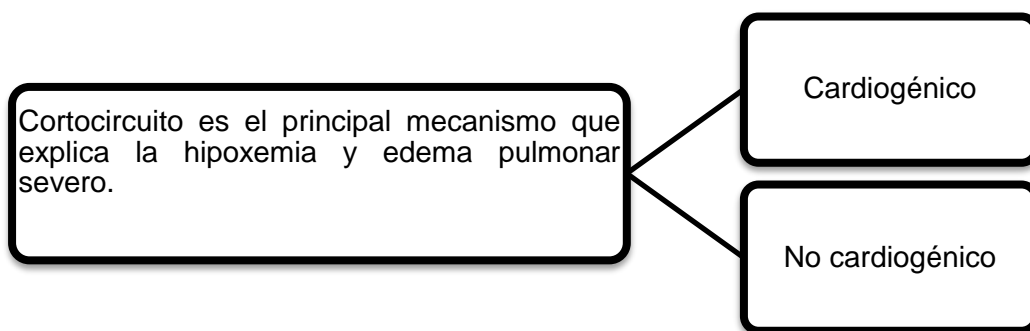 Cortocircuito es el principal mecanismo que
explica la hipoxemia y edema pulmonar
severo.
Cardiogénico
No cardiogénico